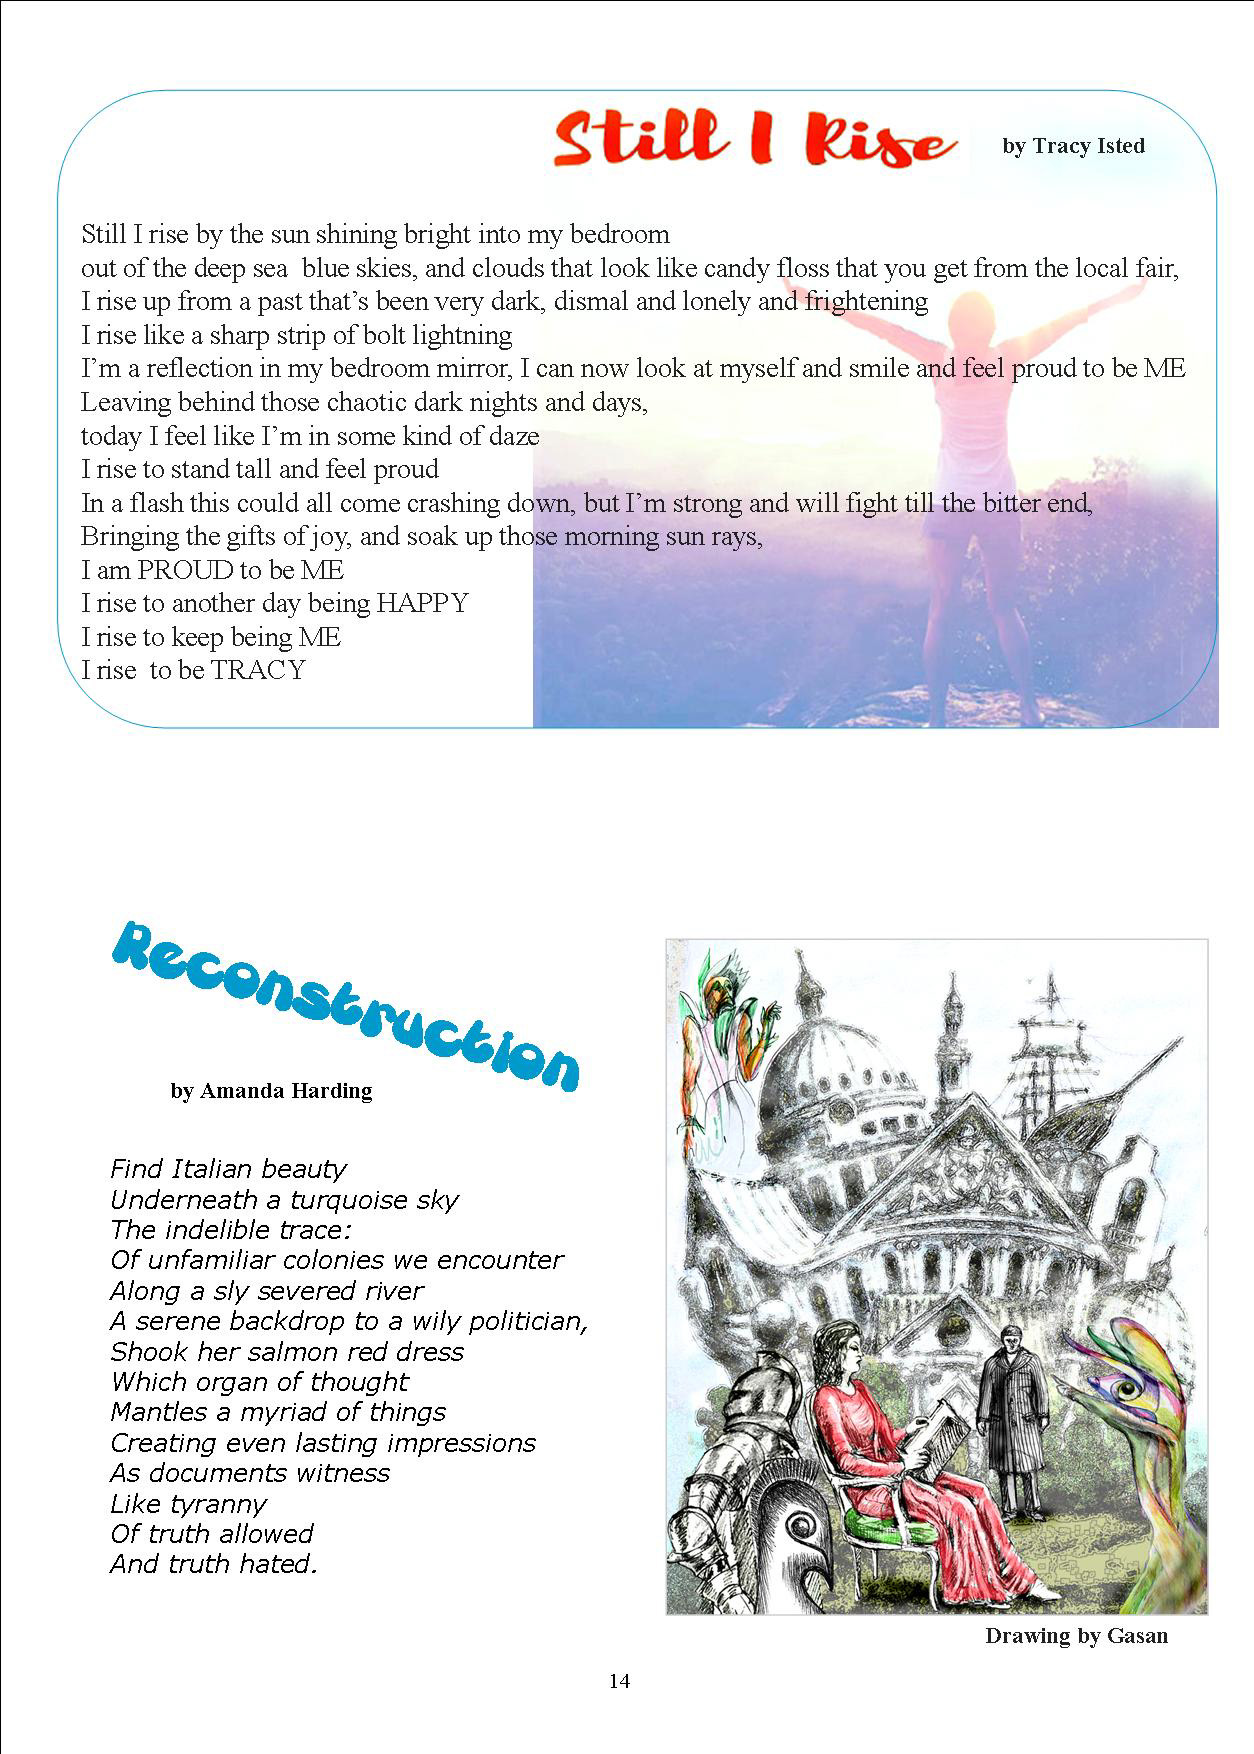 Still I Rise
by Tracy Isted
Still I rise by the sun shining bright into my bedroom
out of the deep sea  blue skies, and clouds that look like candy floss that you get from the local fair,
I rise up from a past that’s been very dark, dismal and lonely and frightening
I rise like a sharp strip of bolt lightning
I’m a reflection in my bedroom mirror, I can now look at myself and smile and feel proud to be ME
Leaving behind those chaotic dark nights and days,
today I feel like I’m in some kind of daze
I rise to stand tall and feel proud
In a flash this could all come crashing down, but I’m strong and will fight till the bitter end,
Bringing the gifts of joy, and soak up those morning sun rays,
I am PROUD to be ME
I rise to another day being HAPPY
I rise to keep being ME
I rise  to be TRACY
Reconstruction
by Amanda Harding
Find Italian beauty
Underneath a turquoise sky
The indelible trace:
Of unfamiliar colonies we encounter
Along a sly severed river
A serene backdrop to a wily politician,
Shook her salmon red dress
Which organ of thought
Mantles a myriad of things
Creating even lasting impressions
As documents witness
Like tyranny
Of truth allowed
And truth hated.
Drawing by Gasan
14